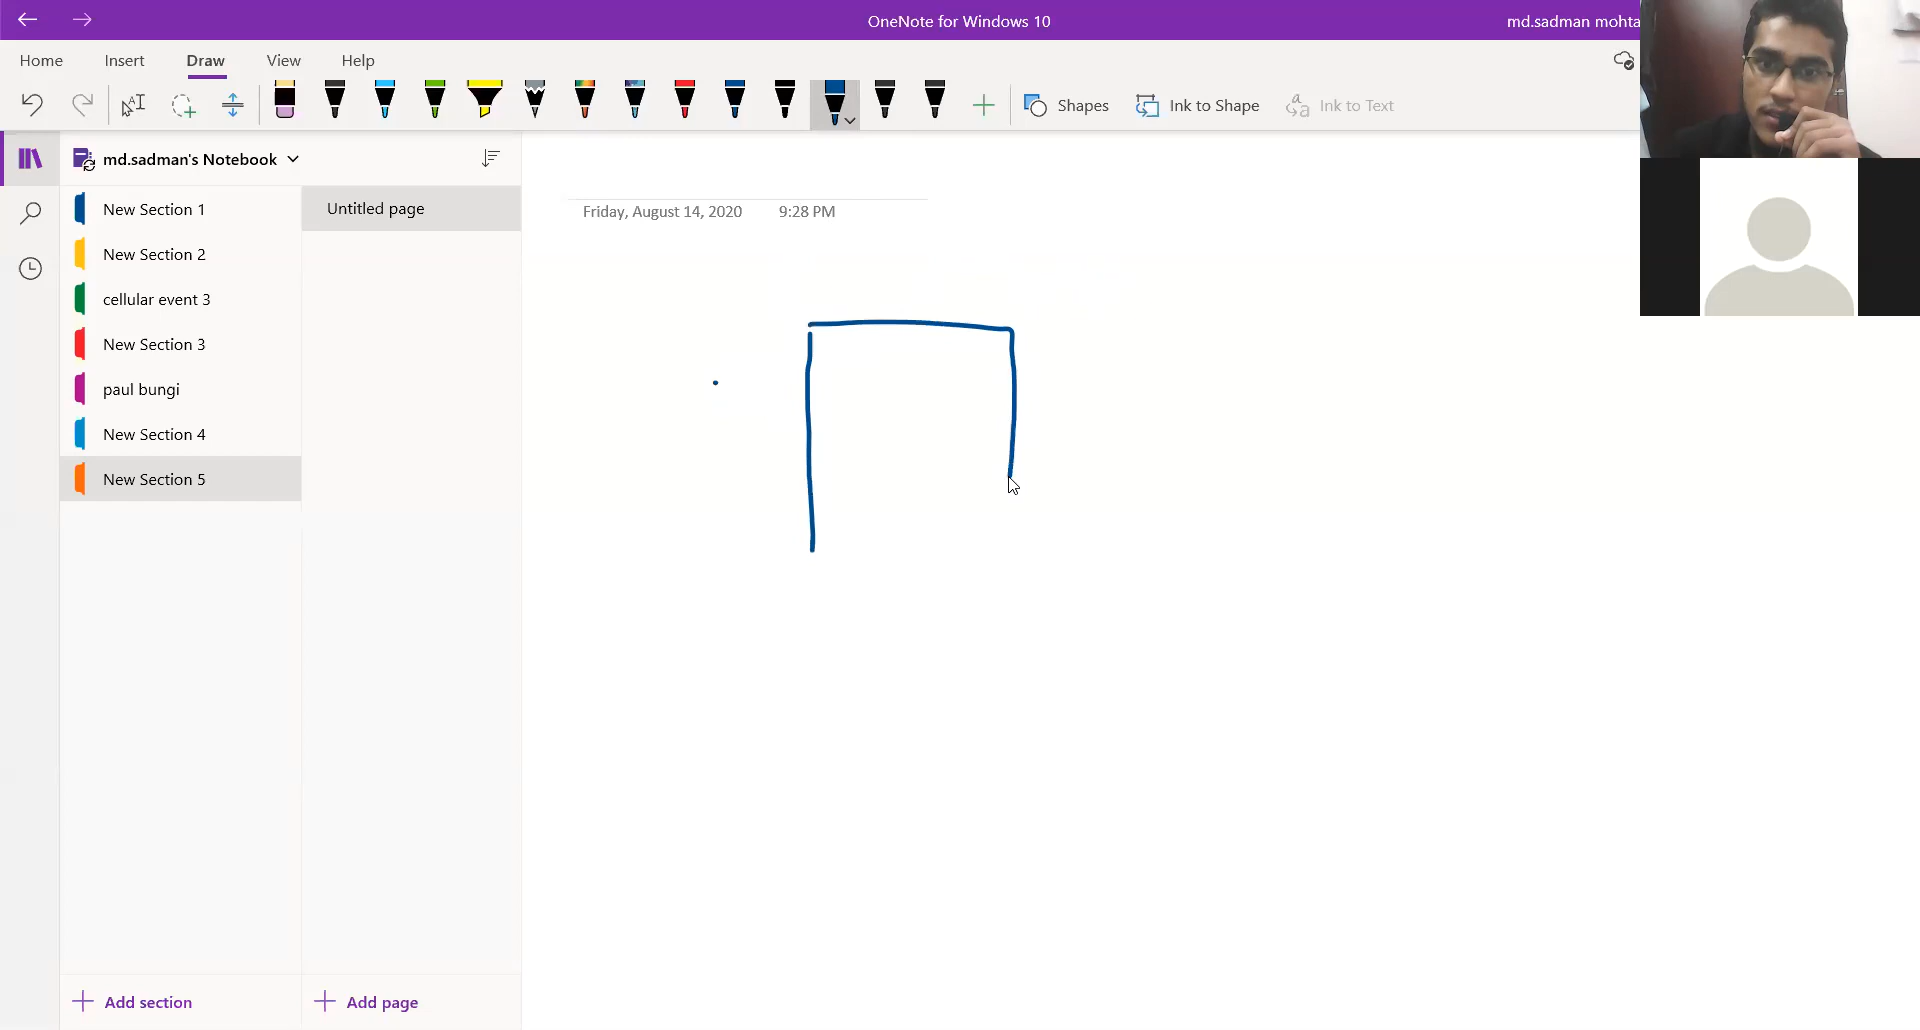 OneNote for Windows 10
md.sadman mohta
Home Insert Draw View Help
Shapes Ink to Shape Ink to Text
md.sadman's Notebook
New Section 1
New Section 2
cellular event 3
New Section 3
paul bungi
New Section 4
New Section 5
Add section
Untitled page
Add page
Friday, August 14, 2020 9:28 PM